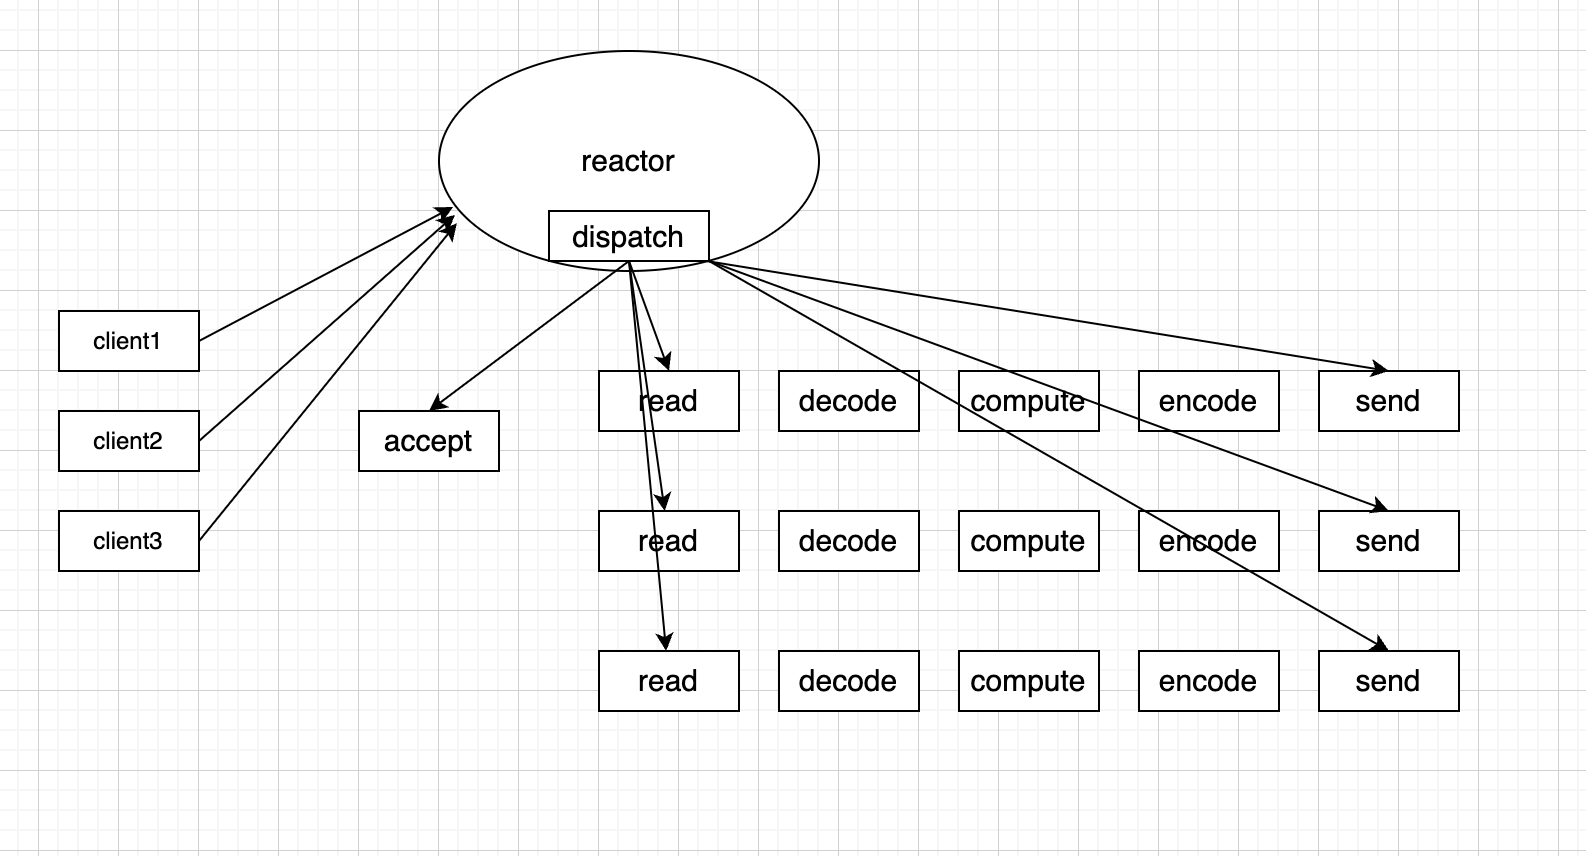 reactor
dispatch
client1
client2
client3
accept
read decode compute encode send
read decode compute encode send
read decode compute encode send